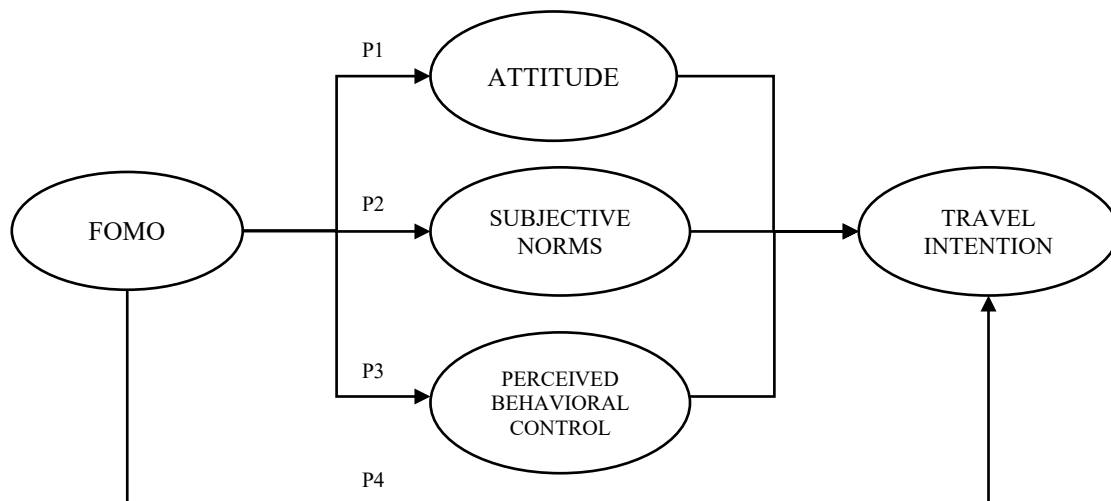 P1
ATTITUDE
FOMO
P2
SUBJECTIVE
NORMS
TRAVEL
INTENTION
P3
PERCEIVED
BEHAVIORAL
CONTROL
P4